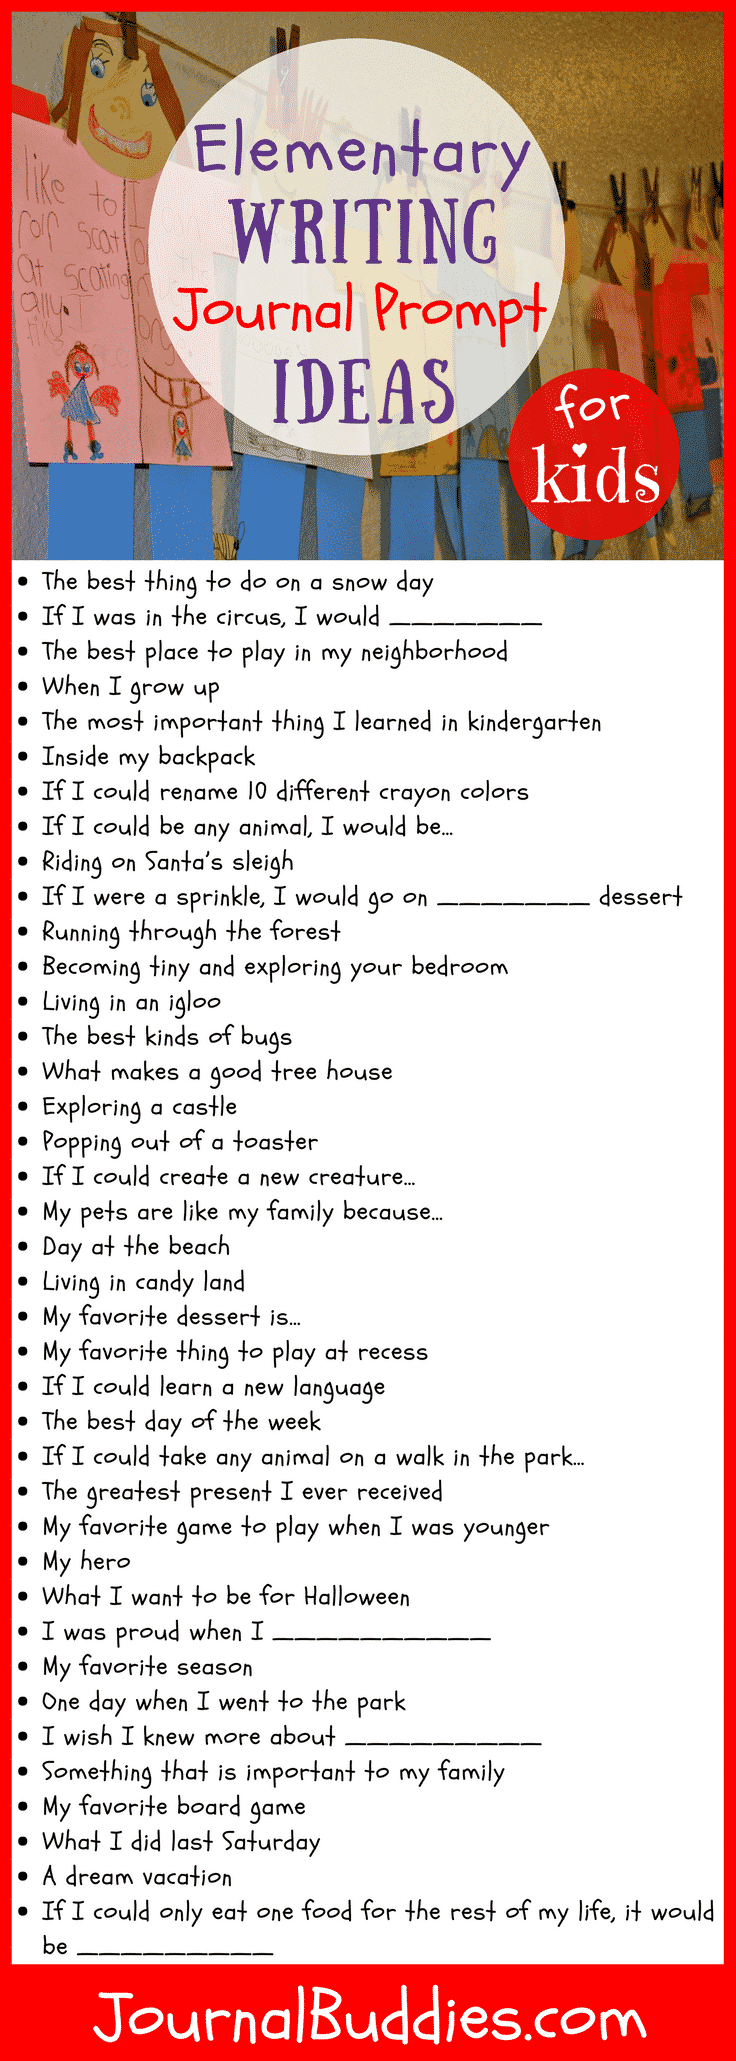 like to
I
roll scat
at scating
ally. I
Elementary
WRITING
Journal Prompt
IDEAS
for
kids
• The best thing to do on a snow day
• If I was in the circus, I would _______
• The best place to play in my neighborhood
• When I grow up
• The most important thing I learned in kindergarten
• Inside my backpack
• If I could rename 10 different crayon colors
• If I could be any animal, I would be...
• Riding on Santa's sleigh
• If I were a sprinkle, I would go on _______ dessert
• Running through the forest
• Becoming tiny and exploring your bedroom
• Living in an igloo
• The best kinds of bugs
• What makes a good tree house
• Exploring a castle
• Popping out of a toaster
• If I could create a new creature...
• My pets are like my family because...
• Day at the beach
• Living in candy land
• My favorite dessert is...
• My favorite thing to play at recess
• If I could learn a new language
• The best day of the week
• If I could take any animal on a walk in the park...
• The greatest present I ever received
• My favorite game to play when I was younger
• My hero
• What I want to be for Halloween
• I was proud when I __________
• My favorite season
• One day when I went to the park
• I wish I knew more about _________
• Something that is important to my family
• My favorite board game
• What I did last Saturday
• A dream vacation
• If I could only eat one food for the rest of my life, it would
be _________
JournalBuddies.com